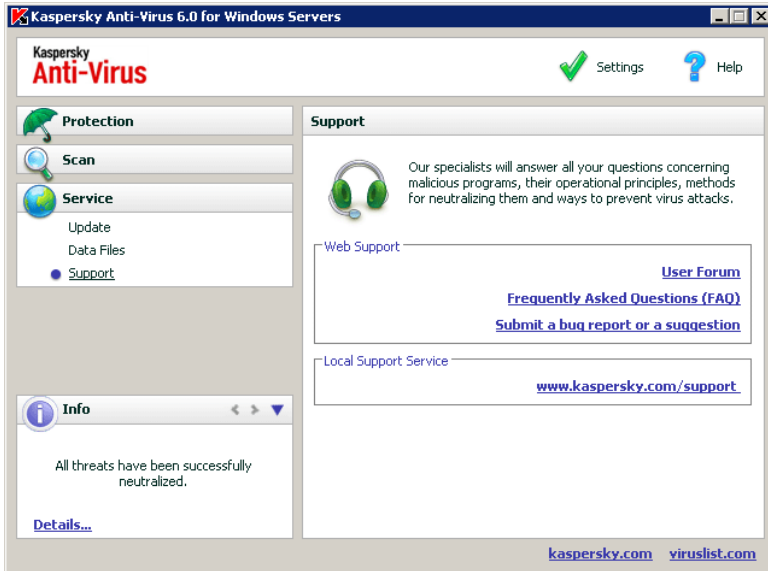 Kaspersky Anti-Virus 6.0 for Windows Servers
Kaspersky
Anti-Virus
Settings
Help
Protection
Scan
Service
Update
Data Files
Support
Info
All threats have been successfully
neutralized.
Details...
Support
Our specialists will answer all your questions concerning
malicious programs, their operational principles, methods
for neutralizing them and ways to prevent virus attacks.
Web Support
User Forum
Frequently Asked Questions (FAQ)
Submit a bug report or a suggestion
Local Support Service
www.kaspersky.com/support
kaspersky.com viruslist.com